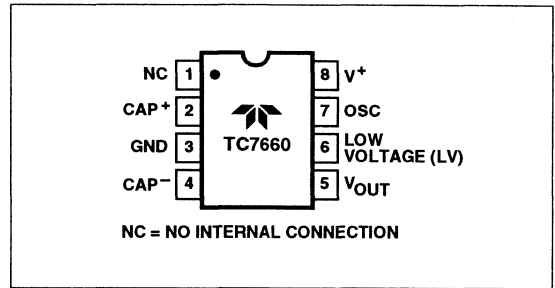 NC 1 8 V+
CAP+ 2 7 OSC
GND 3 TC7660 6 LOW VOLTAGE (LV)
CAP− 4 5 VOUT
NC = NO INTERNAL CONNECTION